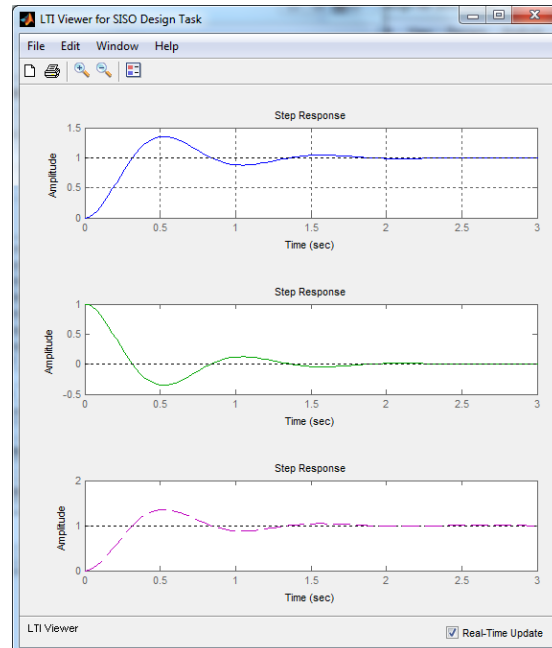 LTI Viewer for SISO Design Task
File Edit Window Help
Step Response
1.5
1
0.5
0
Amplitude
0 0.5 1 1.5 2 2.5 3
Time (sec)
Step Response
1
0.5
0
-0.5
Amplitude
0 0.5 1 1.5 2 2.5 3
Time (sec)
Step Response
2
1
0
Amplitude
0 0.5 1 1.5 2 2.5 3
Time (sec)
LTI Viewer
Real-Time Update